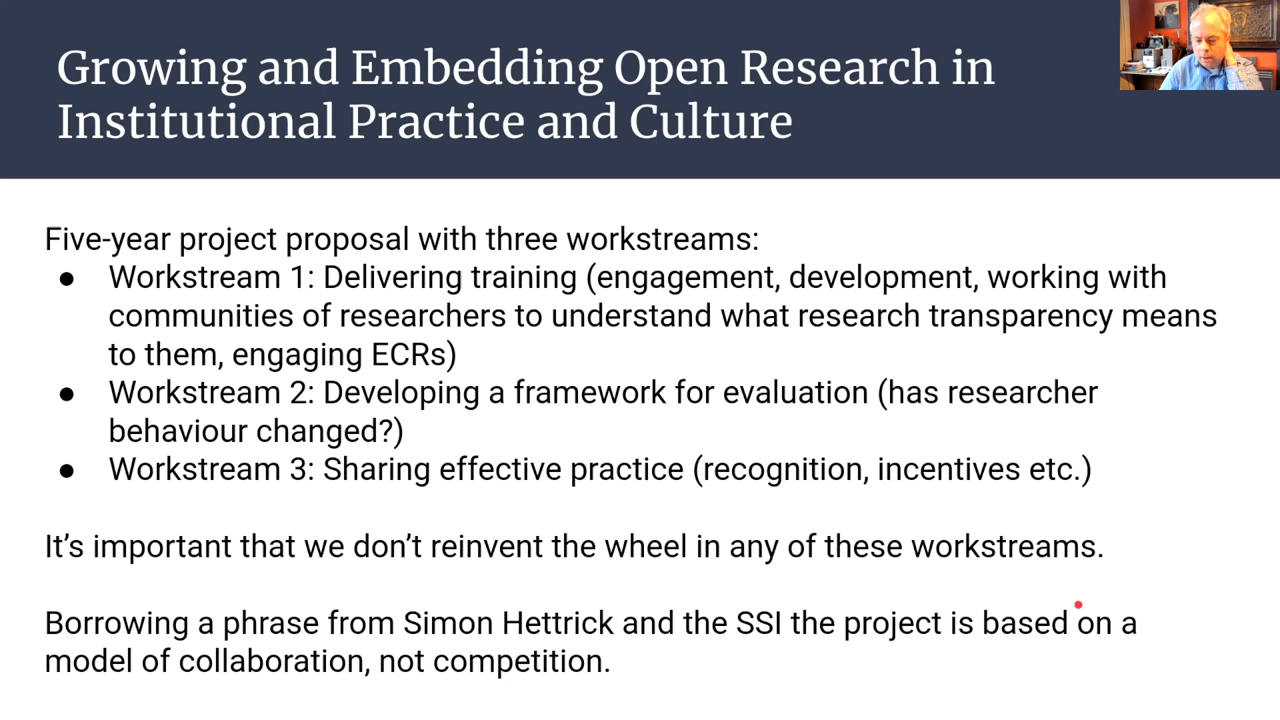 Growing and Embedding Open Research in
Institutional Practice and Culture
Five-year project proposal with three workstreams:
● Workstream 1: Delivering training (engagement, development, working with
communities of researchers to understand what research transparency means
to them, engaging ECRs)
● Workstream 2: Developing a framework for evaluation (has researcher
behaviour changed?)
● Workstream 3: Sharing effective practice (recognition, incentives etc.)
It’s important that we don’t reinvent the wheel in any of these workstreams.
Borrowing a phrase from Simon Hettrick and the SSI the project is based on a
model of collaboration, not competition.